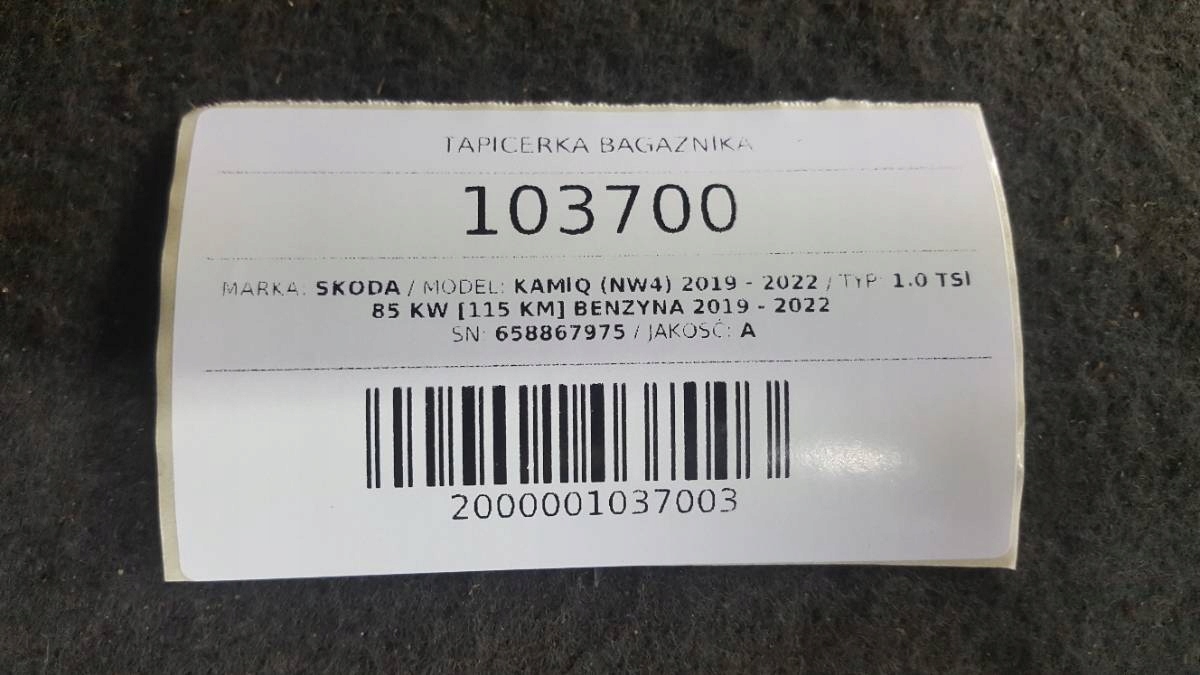 TAPICERKA BAGAŻNIKA
103700
MARKA: SKODA / MODEL: KAMIQ (NW4) 2019 - 2022 / TYP: 1.0 TSI
85 KW [115 KM] BENZYNA 2019 - 2022
SN: 658867975 / JAKOŚĆ: A
2000001037003